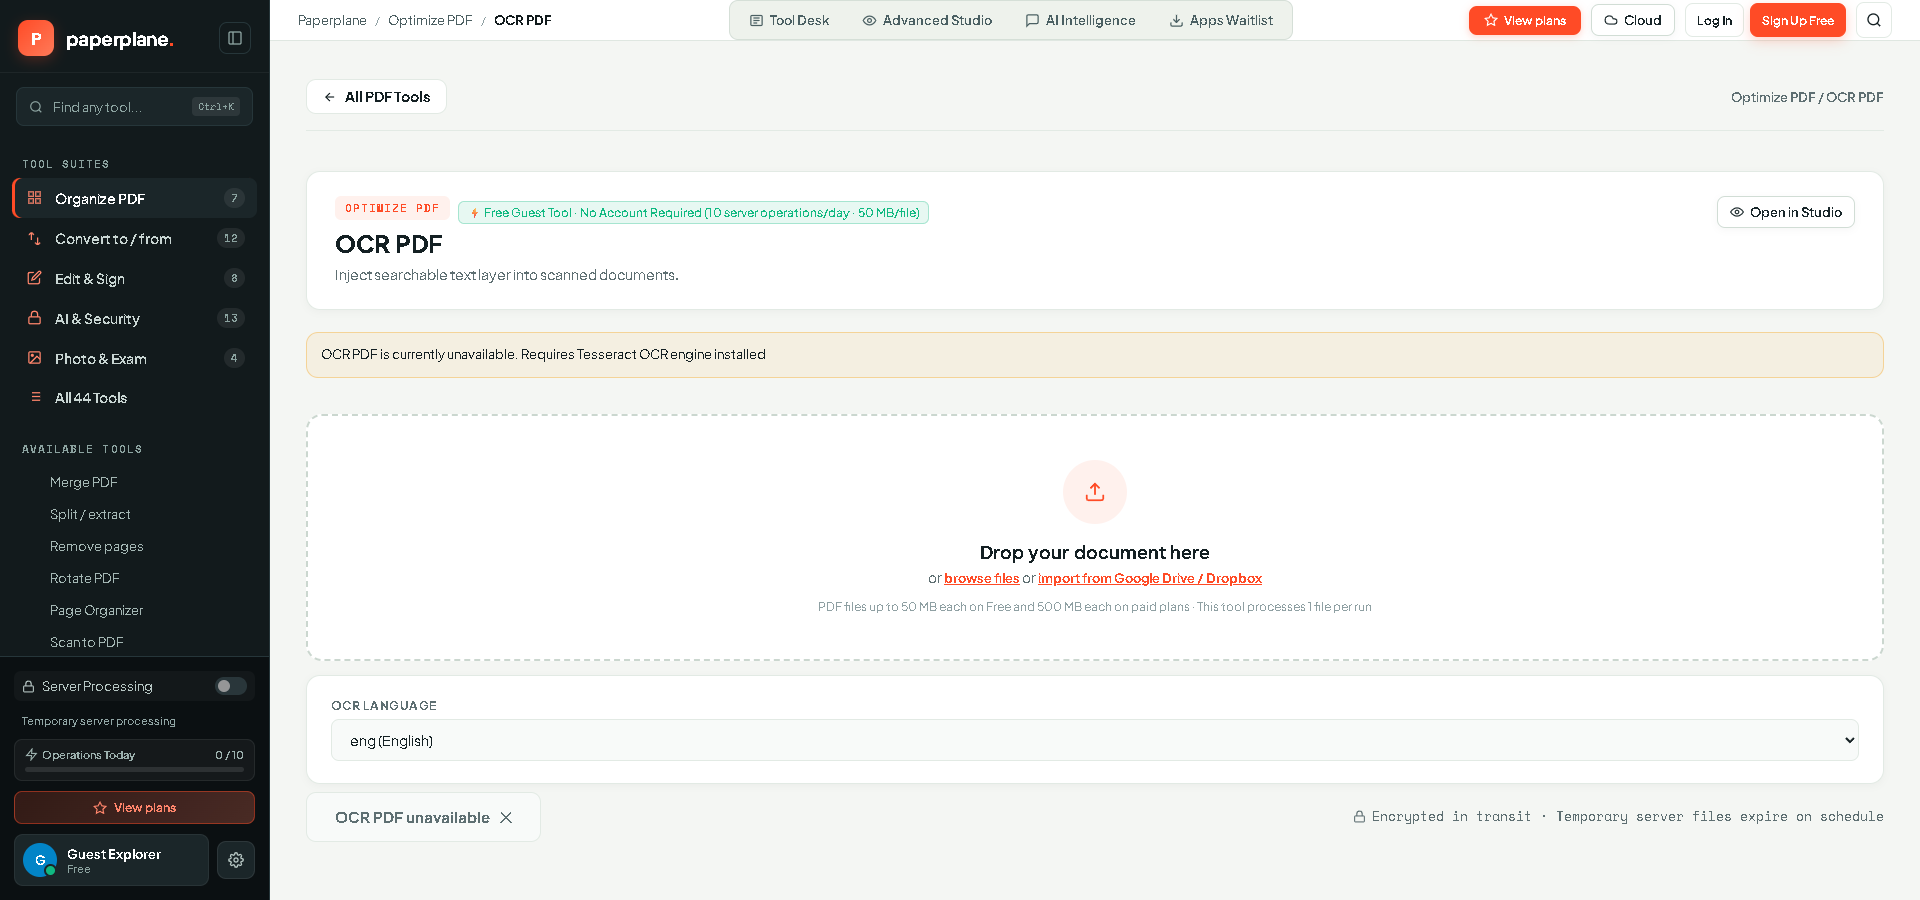 P paperplane.
Find any tool... Ctrl+K
TOOL SUITES
Organize PDF 7
Convert to / from 12
Edit & Sign 8
AI & Security 13
Photo & Exam 4
All 44 Tools
AVAILABLE TOOLS
Merge PDF
Split / extract
Remove pages
Rotate PDF
Page Organizer
Scan to PDF
Server Processing
Temporary server processing
Operations Today 0 / 10
View plans
G Guest Explorer
Free
Paperplane / Optimize PDF / OCR PDF
Tool Desk Advanced Studio AI Intelligence Apps Waitlist
View plans Cloud Log In Sign Up Free
All PDF Tools
Optimize PDF / OCR PDF
OPTIMIZE PDF Free Guest Tool · No Account Required (10 server operations/day · 50 MB/file)
Open in Studio
OCR PDF
Inject searchable text layer into scanned documents.
OCR PDF is currently unavailable. Requires Tesseract OCR engine installed
Drop your document here
or browse files or import from Google Drive / Dropbox
PDF files up to 50 MB each on Free and 500 MB each on paid plans · This tool processes 1 file per run
OCR LANGUAGE
eng (English)
OCR PDF unavailable
Encrypted in transit · Temporary server files expire on schedule